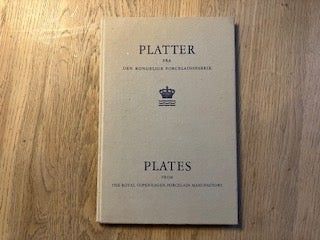 PLATTER
FRA
DEN KONGELIGE PORCELAINSFABRIK
PLATES
FROM
THE ROYAL COPENHAGEN PORCELAIN MANUFACTORY